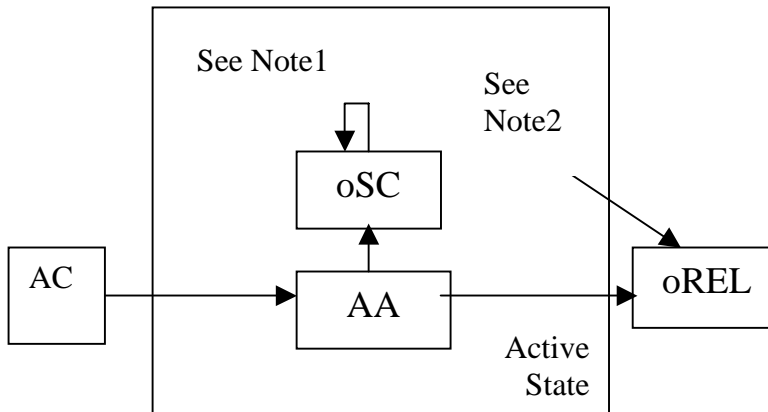 See Note1
See
Note2
oSC
AC
AA
oREL
Active
State